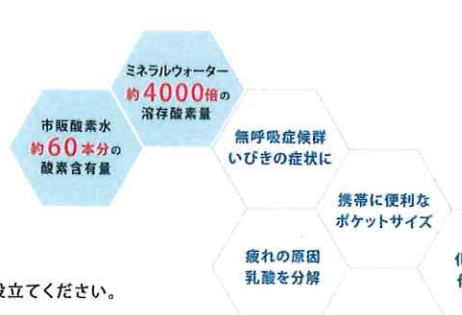 ミネラルウォーター
約4000倍の
溶存酸素量
市販酸素水
約60本分の
酸素含有量
無呼吸症候群
いびきの症状に
携帯に便利な
ポケットサイズ
疲れの原因
乳酸を分解
役立てください。